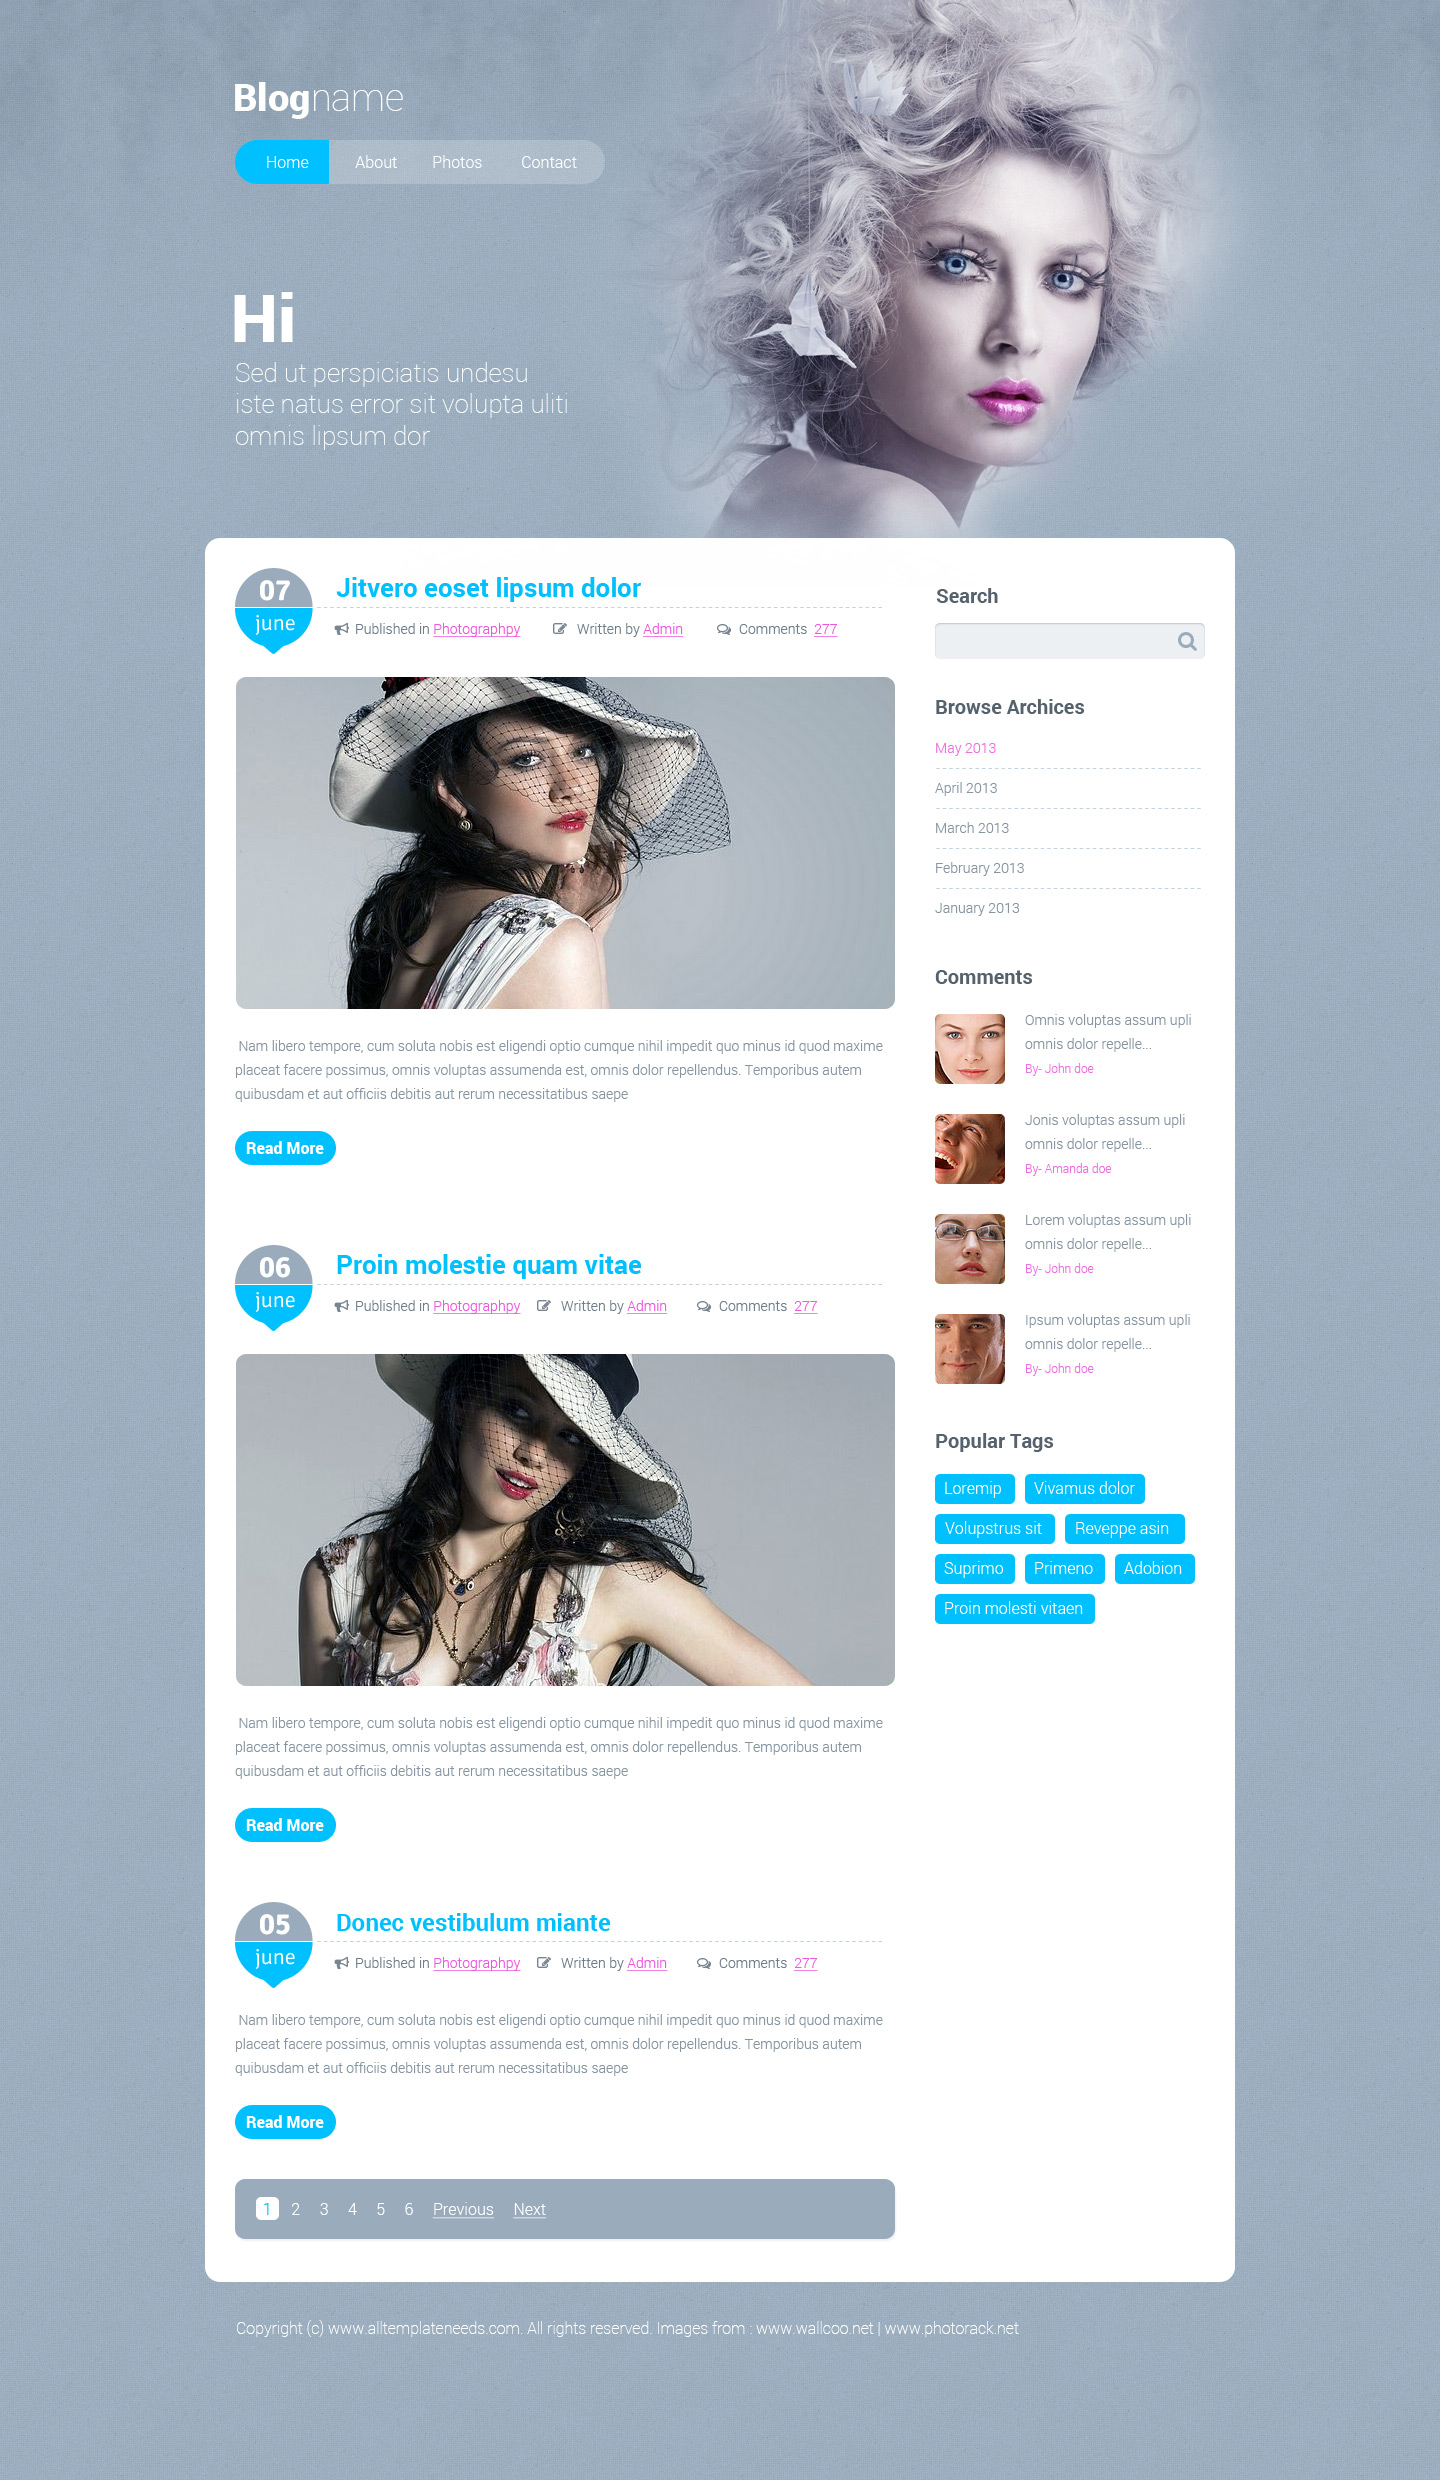 Blogname
Home About Photos Contact
Hi
Sed ut perspiciatis undesu
iste natus error sit volupta uliti
omnis lipsum dor
07
june
Jitvero eoset lipsum dolor
Published in Photographpy Written by Admin Comments 277
Nam libero tempore, cum soluta nobis est eligendi optio cumque nihil impedit quo minus id quod maxime
placeat facere possimus, omnis voluptas assumenda est, omnis dolor repellendus. Temporibus autem
quibusdam et aut officiis debitis aut rerum necessitatibus saepe
Read More
06
june
Proin molestie quam vitae
Published in Photographpy Written by Admin Comments 277
Nam libero tempore, cum soluta nobis est eligendi optio cumque nihil impedit quo minus id quod maxime
placeat facere possimus, omnis voluptas assumenda est, omnis dolor repellendus. Temporibus autem
quibusdam et aut officiis debitis aut rerum necessitatibus saepe
Read More
05
june
Donec vestibulum miante
Published in Photographpy Written by Admin Comments 277
Nam libero tempore, cum soluta nobis est eligendi optio cumque nihil impedit quo minus id quod maxime
placeat facere possimus, omnis voluptas assumenda est, omnis dolor repellendus. Temporibus autem
quibusdam et aut officiis debitis aut rerum necessitatibus saepe
Read More
1 2 3 4 5 6 Previous Next
Search
Browse Archices
May 2013
April 2013
March 2013
February 2013
January 2013
Comments
Omnis voluptas assum upli
omnis dolor repelle...
By- John doe
Jonis voluptas assum upli
omnis dolor repelle...
By- Amanda doe
Lorem voluptas assum upli
omnis dolor repelle...
By- John doe
Ipsum voluptas assum upli
omnis dolor repelle...
By- John doe
Popular Tags
Loremip Vivamus dolor
Volupstrus sit Reveppe asin
Suprimo Primeno Adobion
Proin molesti vitaen
Copyright (c) www.alltemplateneeds.com. All rights reserved. Images from : www.wallcoo.net | www.photorack.net